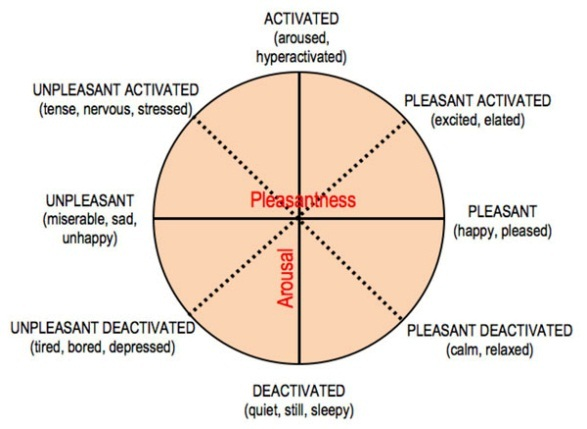 ACTIVATED
(aroused,
hyperactivated)
UNPLEASANT ACTIVATED
(tense, nervous, stressed)
PLEASANT ACTIVATED
(excited, elated)
Pleasantness
UNPLEASANT
(miserable, sad,
unhappy)
PLEASANT
(happy, pleased)
Arousal
UNPLEASANT DEACTIVATED
(tired, bored, depressed)
PLEASANT DEACTIVATED
(calm, relaxed)
DEACTIVATED
(quiet, still, sleepy)